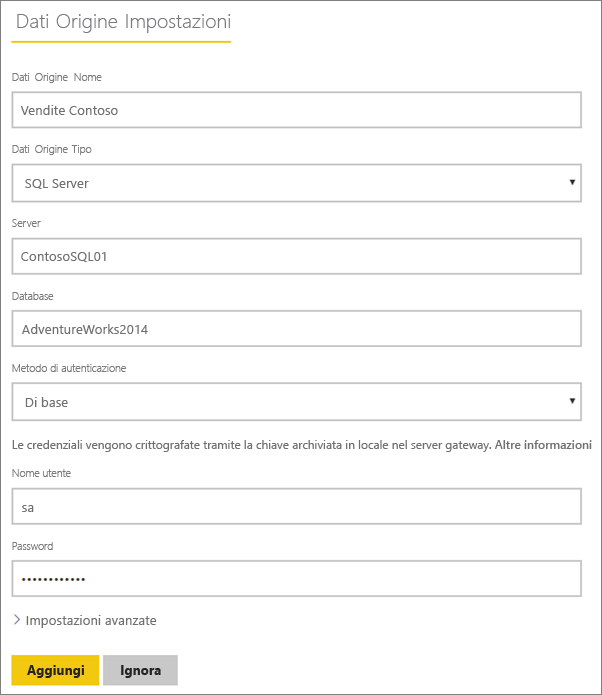 Dati Origine Impostazioni
Dati Origine Nome
Vendite Contoso
Dati Origine Tipo
SQL Server
Server
ContosoSQL01
Database
AdventureWorks2014
Metodo di autenticazione
Di base
Le credenziali vengono crittografate tramite la chiave archiviata in locale nel server gateway. Altre informazioni
Nome utente
sa
Password
••••••••••••
Impostazioni avanzate
Aggiungi Ignora